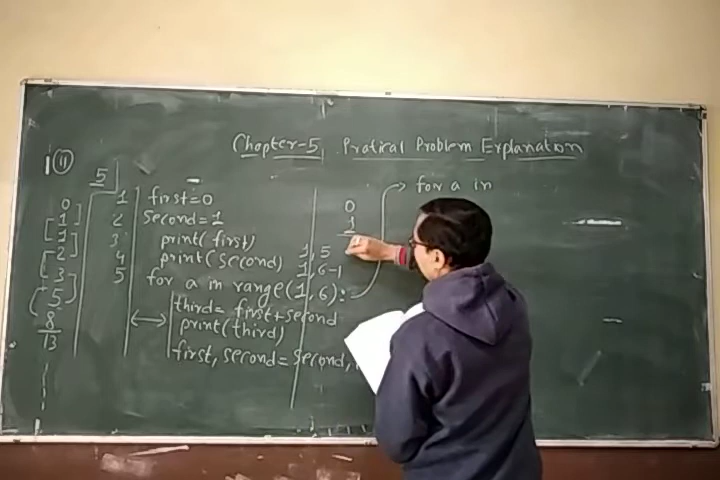 Chapter-5, Pratical Problem Explanation
11
5
0
1
1
2
3
5
8
13
1
2
3
4
5
first=0
Second=1
print(first)
print(second)
for a in range(1,6):
third= first+second
print(third)
first, second=second,
0
1
1,5
1,6-1
for a in